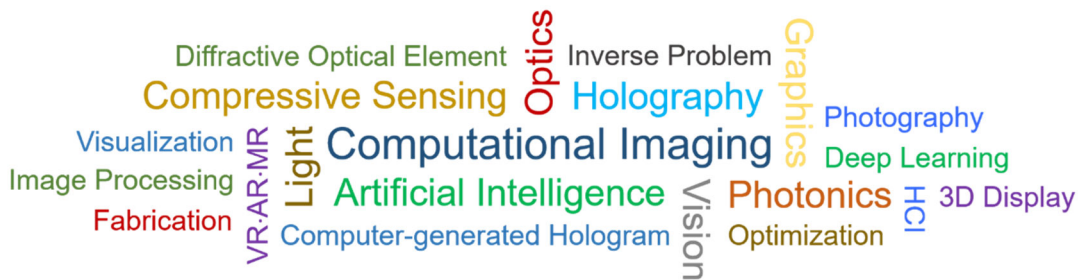 Diffractive Optical Element
Optics
Inverse Problem
Graphics
Compressive Sensing
Holography
Photography
Visualization
VR·AR·MR
Light
Computational Imaging
Deep Learning
Image Processing
Artificial Intelligence
Vision
Photonics
HCI
3D Display
Fabrication
Computer-generated Hologram
Optimization